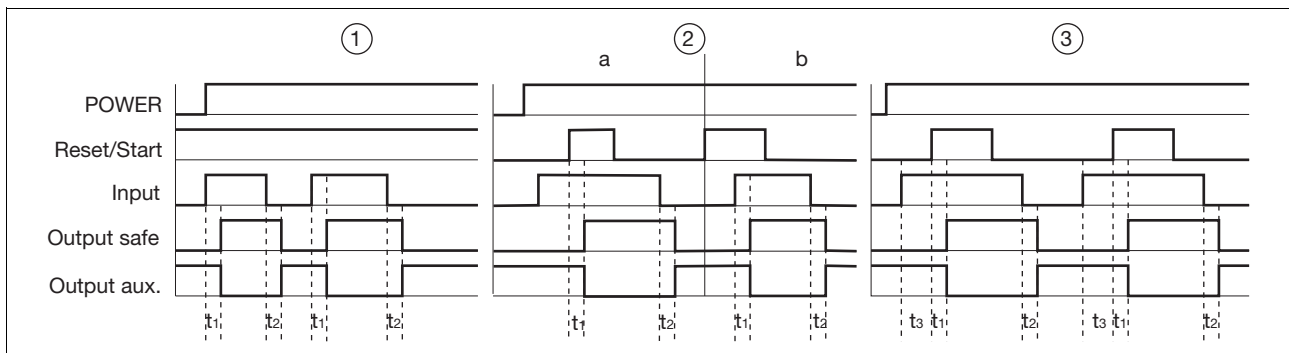 1 2 3
a b
POWER
Reset/Start
Input
Output safe
Output aux.
t1 t2 t1 t2 t1 t2 t1 t2 t3 t1 t2 t3 t1 t2